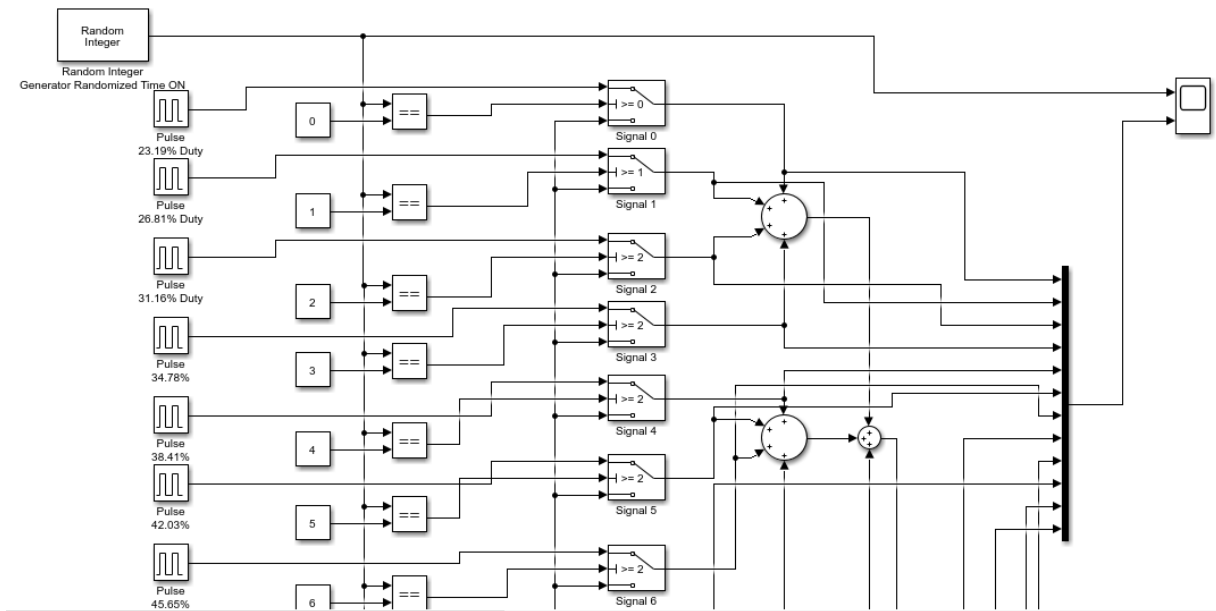 Random
Integer
Random Integer
Generator Randomized Time ON
Pulse
23.19% Duty
0
==
>= 0
Signal 0
Pulse
26.81% Duty
1
==
>= 1
Signal 1
Pulse
31.16% Duty
2
==
>= 2
Signal 2
Pulse
34.78%
3
==
>= 2
Signal 3
Pulse
38.41%
4
==
>= 2
Signal 4
Pulse
42.03%
5
==
>= 2
Signal 5
Pulse
45.65%
6
==
>= 2
Signal 6
+
+
+
+
+
+
+
+
+
+
+